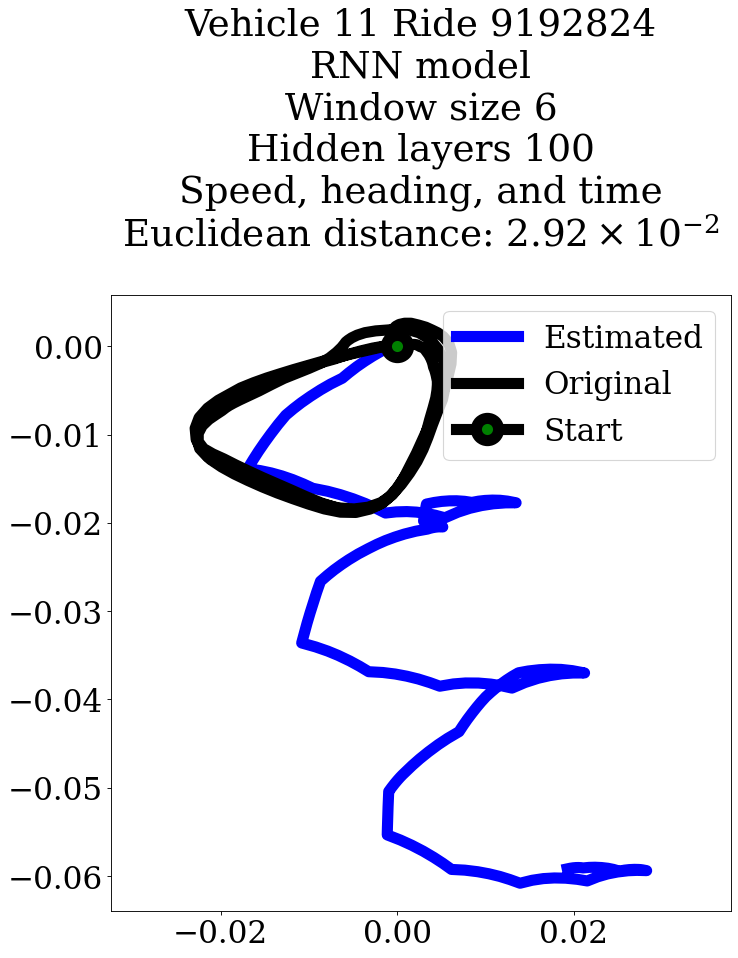 Vehicle 11 Ride 9192824
RNN model
Window size 6
Hidden layers 100
Speed, heading, and time
Euclidean distance: 2.92 × 10⁻²
Estimated
Original
Start
0.00
−0.01
−0.02
−0.03
−0.04
−0.05
−0.06
−0.02 0.00 0.02